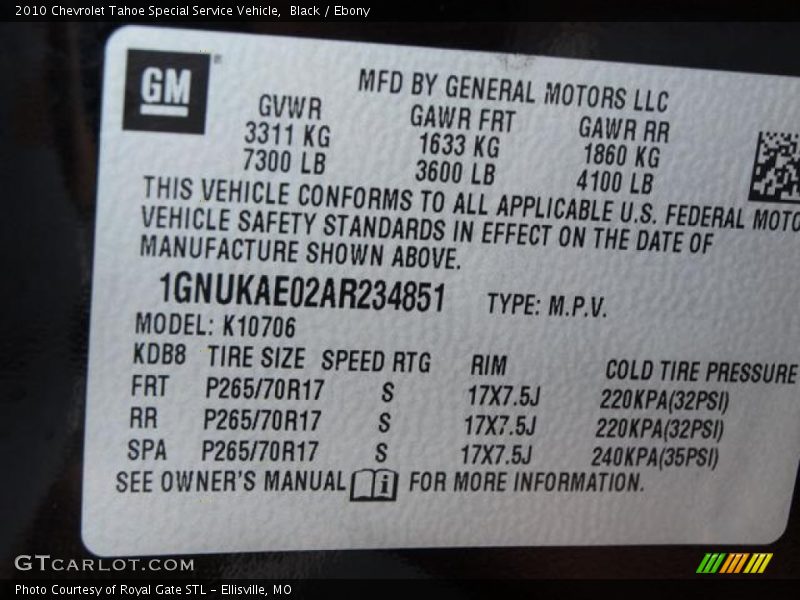 2010 Chevrolet Tahoe Special Service Vehicle, Black / Ebony
GM
MFD BY GENERAL MOTORS LLC
GVWR GAWR FRT GAWR RR
3311 KG 1633 KG 1860 KG
7300 LB 3600 LB 4100 LB
THIS VEHICLE CONFORMS TO ALL APPLICABLE U.S. FEDERAL MOTO
VEHICLE SAFETY STANDARDS IN EFFECT ON THE DATE OF
MANUFACTURE SHOWN ABOVE.
1GNUKAE02AR234851 TYPE: M.P.V.
MODEL: K10706
KDB8 TIRE SIZE SPEED RTG RIM COLD TIRE PRESSURE
FRT P265/70R17 S 17X7.5J 220KPA(32PSI)
RR P265/70R17 S 17X7.5J 220KPA(32PSI)
SPA P265/70R17 S 17X7.5J 240KPA(35PSI)
SEE OWNER'S MANUAL i FOR MORE INFORMATION.
GTCARLOT.COM
Photo Courtesy of Royal Gate STL – Ellisville, MO